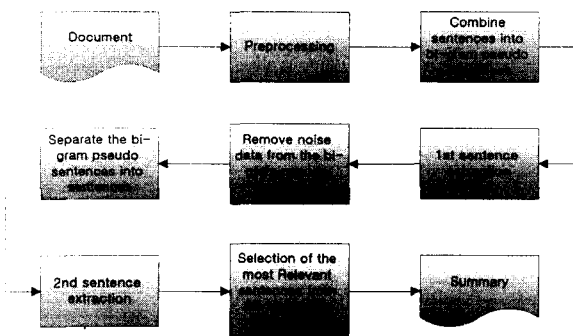 Document
Preprocessing
Combine
sentences into
pseudo
1st sentence
Remove noise
data from the bi-
Separate the bi-
gram pseudo
sentences into
2nd sentence
extraction
Selection of the
most Relevant
Summary